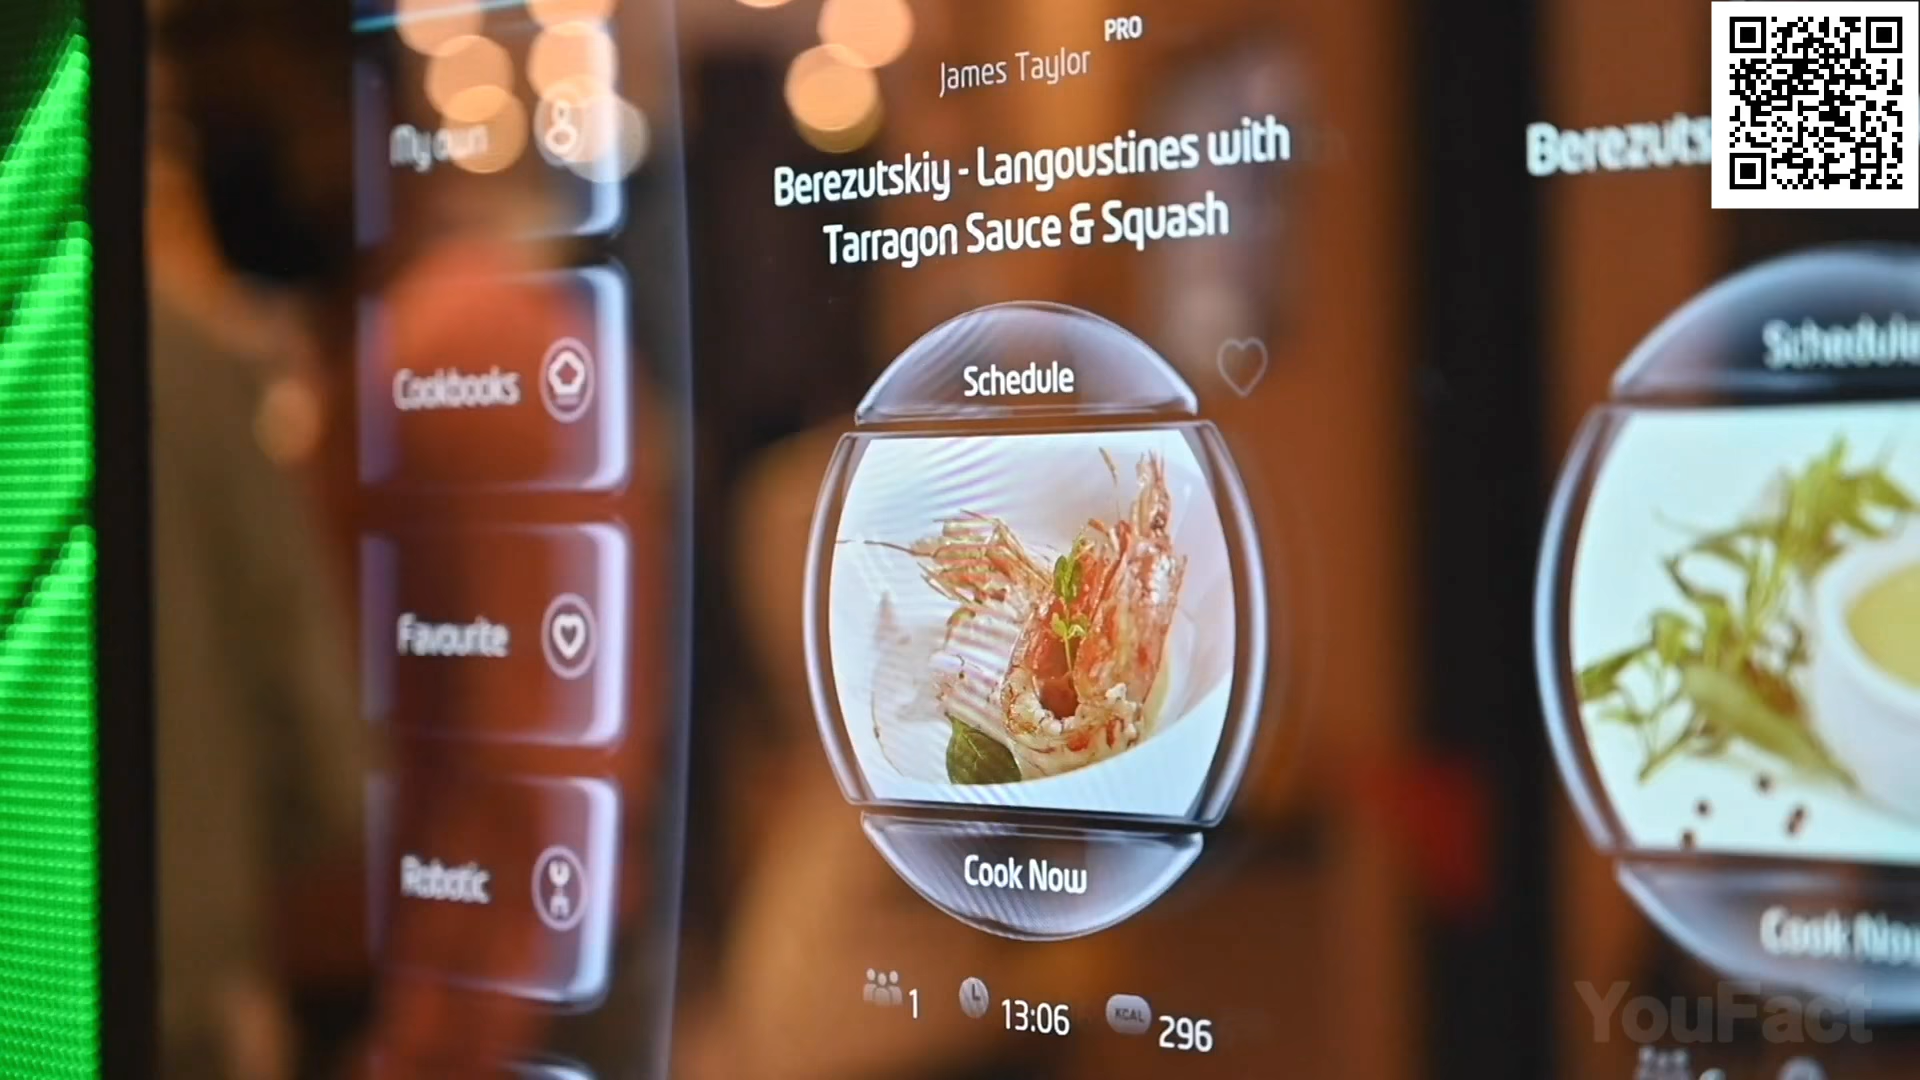 My own
Cookbooks
Favourite
Robotic
PRO
James Taylor
Berezutskiy - Langoustines with
Tarragon Sauce & Squash
Schedule
Cook Now
1
13:06
KCAL
296
Berezuts
Schedule
Cook Now
YouFact